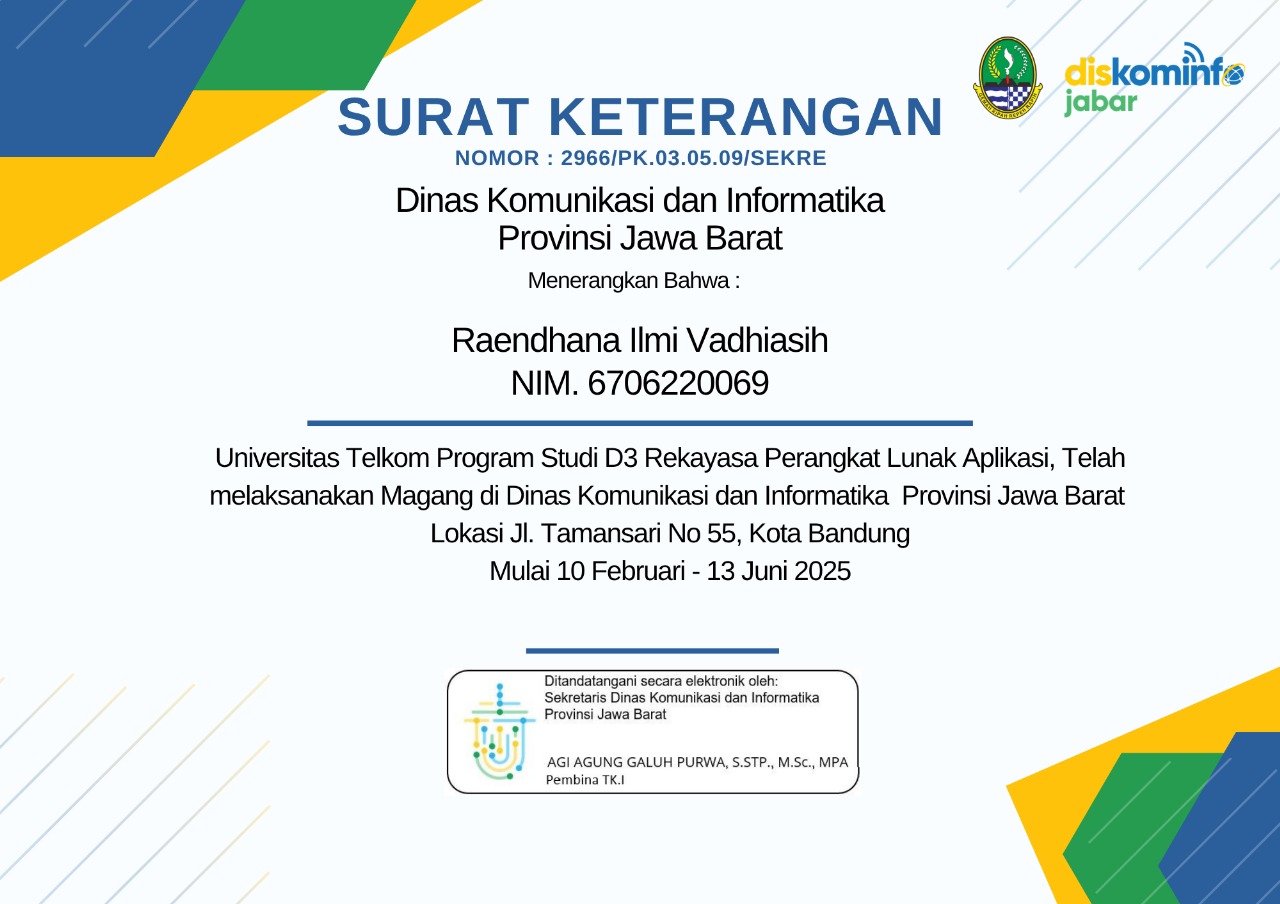 diskominfo
jabar
SURAT KETERANGAN
NOMOR : 2966/PK.03.05.09/SEKRE
Dinas Komunikasi dan Informatika
Provinsi Jawa Barat
Menerangkan Bahwa :
Raendhana Ilmi Vadhiasih
NIM. 6706220069
Universitas Telkom Program Studi D3 Rekayasa Perangkat Lunak Aplikasi, Telah
melaksanakan Magang di Dinas Komunikasi dan Informatika  Provinsi Jawa Barat
Lokasi Jl. Tamansari No 55, Kota Bandung
Mulai 10 Februari - 13 Juni 2025
Ditandatangani secara elektronik oleh:
Sekretaris Dinas Komunikasi dan Informatika
Provinsi Jawa Barat
AGI AGUNG GALUH PURWA, S.STP., M.Sc., MPA
Pembina TK.I